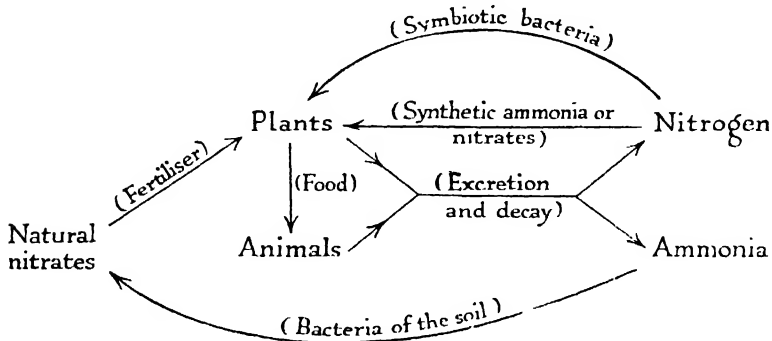 (Symbiotic bacteria)
Plants
(Synthetic ammonia or
nitrates)
Nitrogen
(Fertiliser)
(Food)
(Excretion
and decay)
Natural
nitrates
Animals
Ammonia
(Bacteria of the soil)